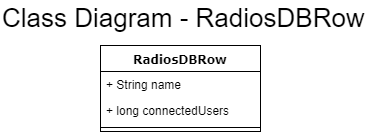 Class Diagram - RadiosDBRow
RadiosDBRow
+ String name
+ long connectedUsers